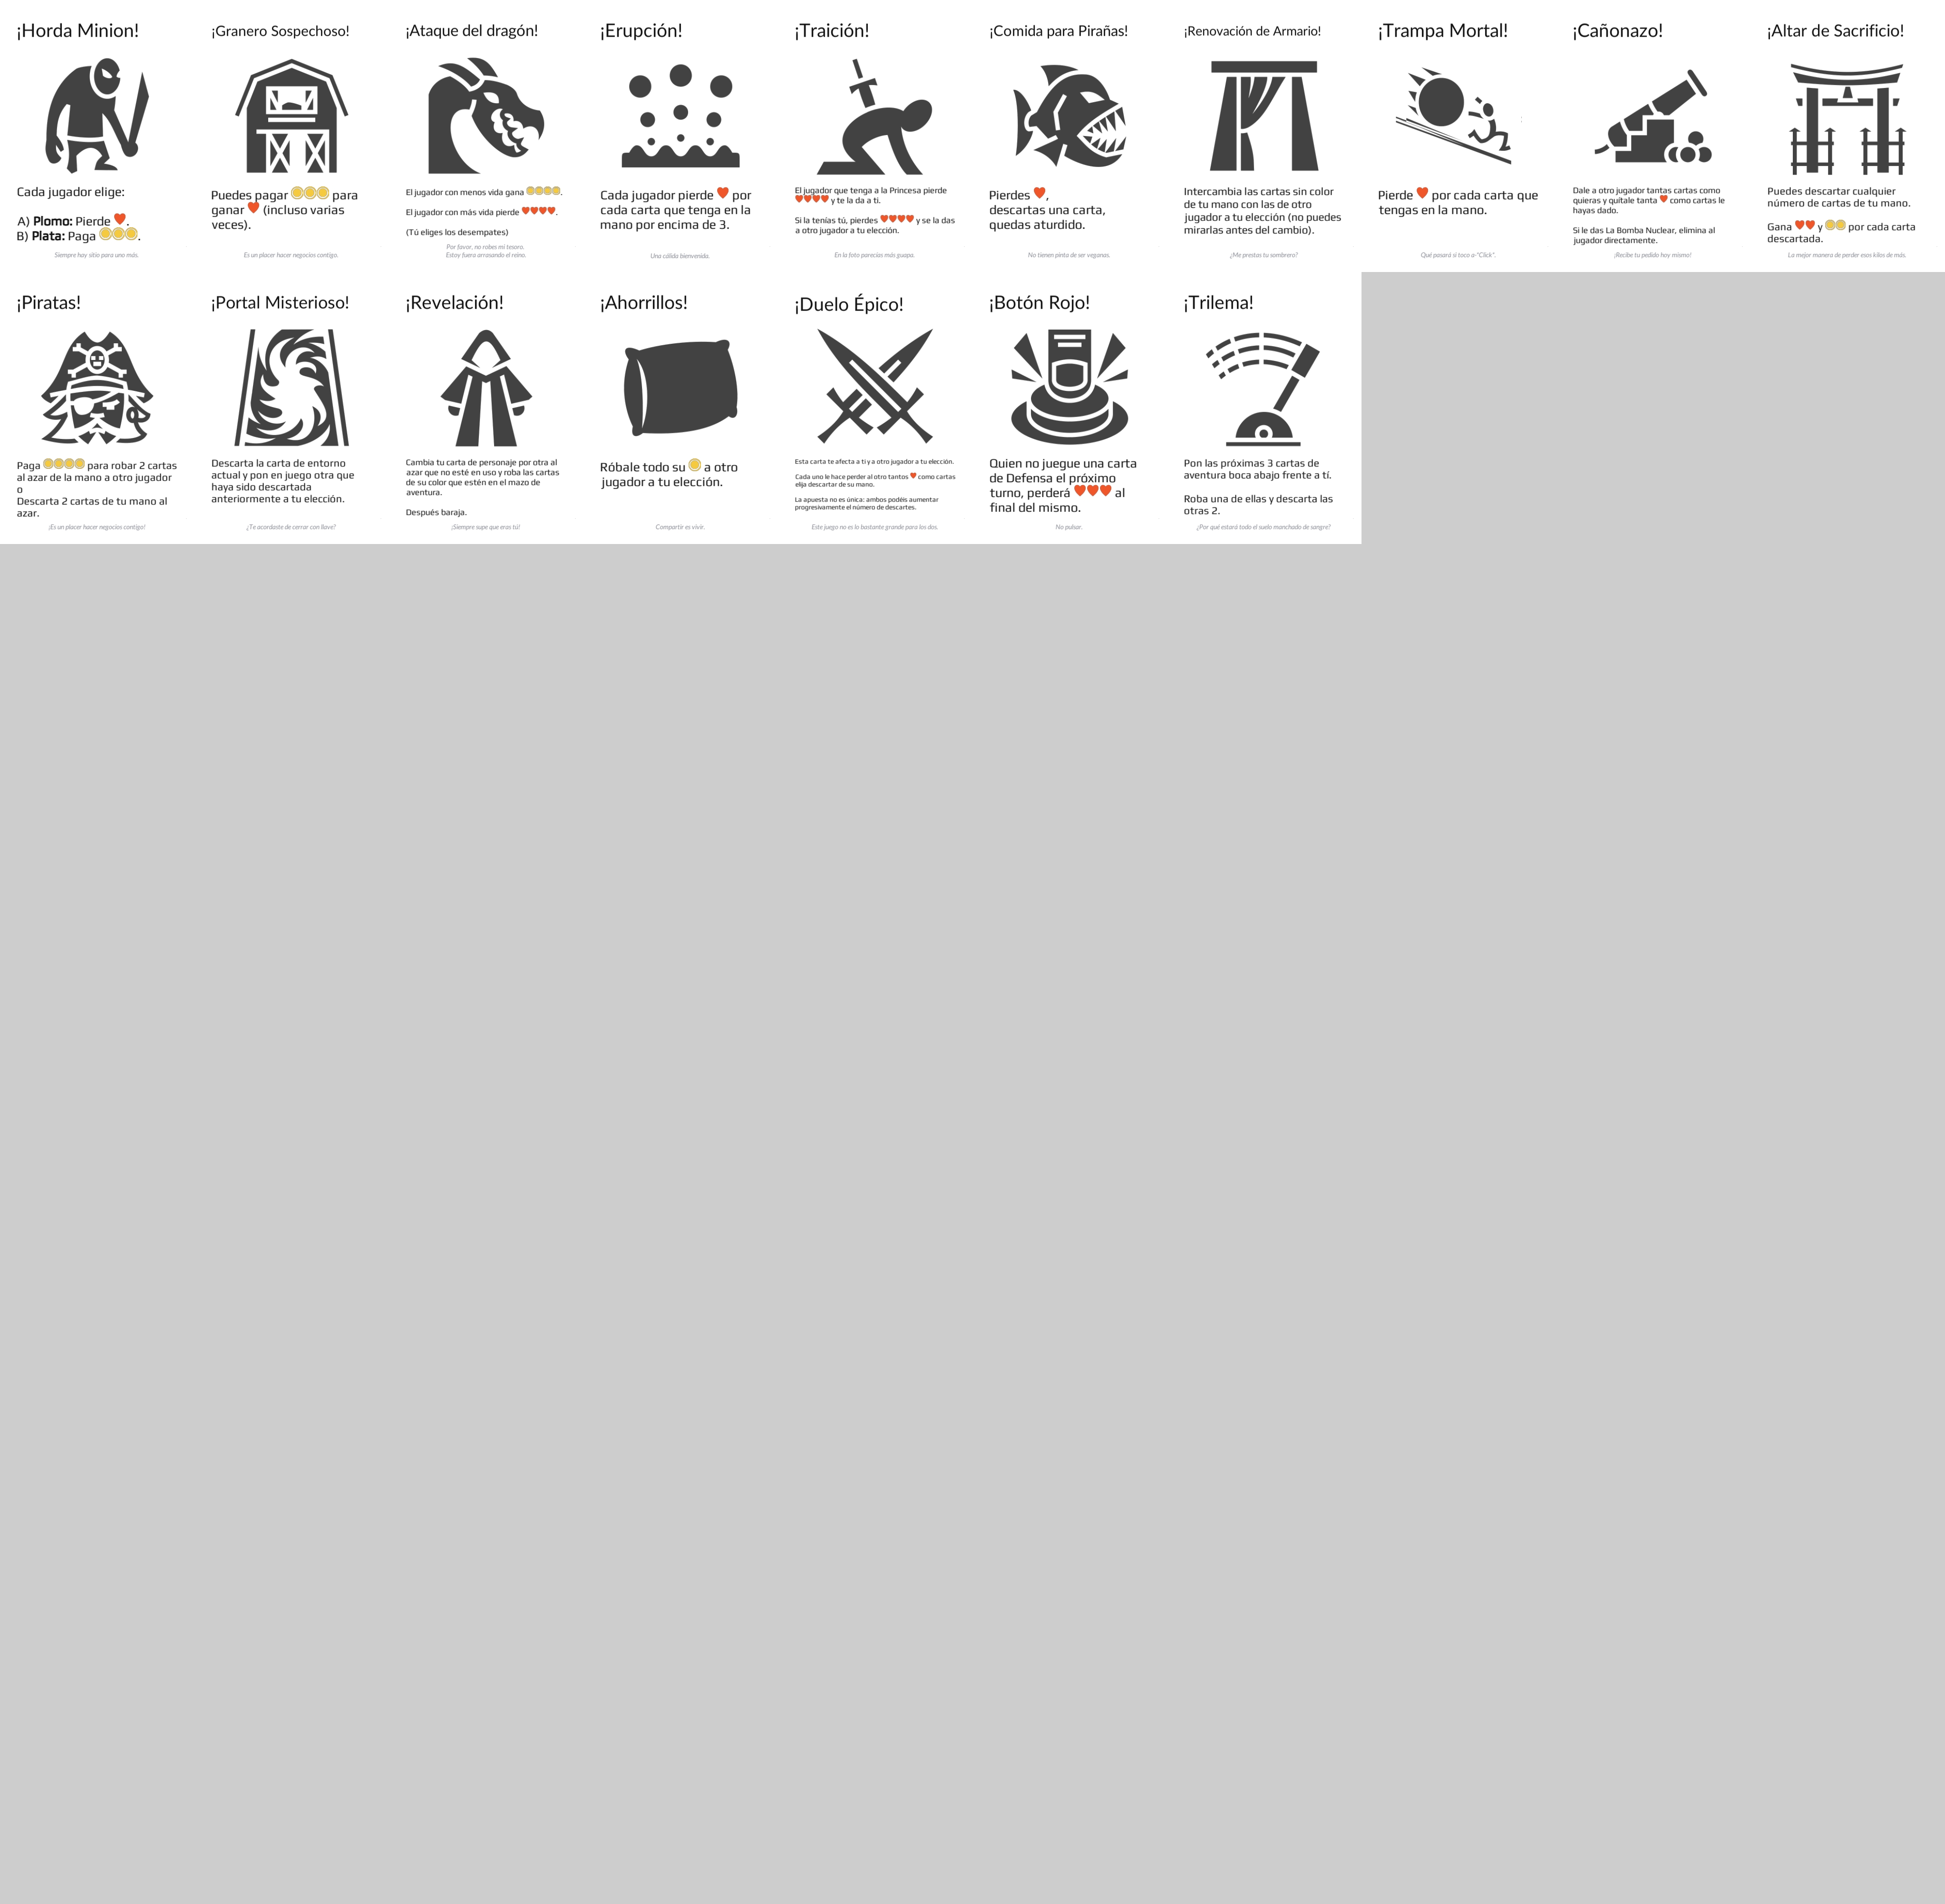 ¡Horda Minion!
Cada jugador elige:
A) Plomo: Pierde .
B) Plata: Paga .
Siempre hay sitio para uno más.
¡Granero Sospechoso!
Puedes pagar para
ganar (incluso varias
veces).
Es un placer hacer negocios contigo.
¡Ataque del dragón!
El jugador con menos vida gana .
El jugador con más vida pierde .
(Tú eliges los desempates)
Por favor, no robes mi tesoro.
Estoy fuera arrasando el reino.
¡Erupción!
Cada jugador pierde por
cada carta que tenga en la
mano por encima de 3.
Una cálida bienvenida.
¡Traición!
El jugador que tenga a la Princesa pierde
y te la da a ti.
Si la tenías tú, pierdes y se la das
a otro jugador a tu elección.
En la foto parecías más guapa.
¡Comida para Pirañas!
Pierdes ,
descartas una carta,
quedas aturdido.
No tienen pinta de ser veganas.
¡Renovación de Armario!
Intercambia las cartas sin color
de tu mano con las de otro
jugador a tu elección (no puedes
mirarlas antes del cambio).
¿Me prestas tu sombrero?
¡Trampa Mortal!
Pierde por cada carta que
tengas en la mano.
Qué pasará si toco a-"Click".
¡Cañonazo!
Dale a otro jugador tantas cartas como
quieras y quítale tanta como cartas le
hayas dado.
Si le das La Bomba Nuclear, elimina al
jugador directamente.
¡Recibe tu pedido hoy mismo!
¡Altar de Sacrificio!
Puedes descartar cualquier
número de cartas de tu mano.
Gana y por cada carta
descartada.
La mejor manera de perder esos kilos de más.
¡Piratas!
Paga para robar 2 cartas
al azar de la mano a otro jugador
o
Descarta 2 cartas de tu mano al
azar.
¡Es un placer hacer negocios contigo!
¡Portal Misterioso!
Descarta la carta de entorno
actual y pon en juego otra que
haya sido descartada
anteriormente a tu elección.
¿Te acordaste de cerrar con llave?
¡Revelación!
Cambia tu carta de personaje por otra al
azar que no esté en uso y roba las cartas
de su color que estén en el mazo de
aventura.
Después baraja.
¡Siempre supe que eras tú!
¡Ahorrillos!
Róbale todo su a otro
jugador a tu elección.
Compartir es vivir.
¡Duelo Épico!
Esta carta te afecta a ti y a otro jugador a tu elección.
Cada uno le hace perder al otro tantos como cartas
elija descartar de su mano.
La apuesta no es única: ambos podéis aumentar
progresivamente el número de descartes.
Este juego no es lo bastante grande para los dos.
¡Botón Rojo!
Quien no juegue una carta
de Defensa el próximo
turno, perderá al
final del mismo.
No pulsar.
¡Trilema!
Pon las próximas 3 cartas de
aventura boca abajo frente a tí.
Roba una de ellas y descarta las
otras 2.
¿Por qué estará todo el suelo manchado de sangre?